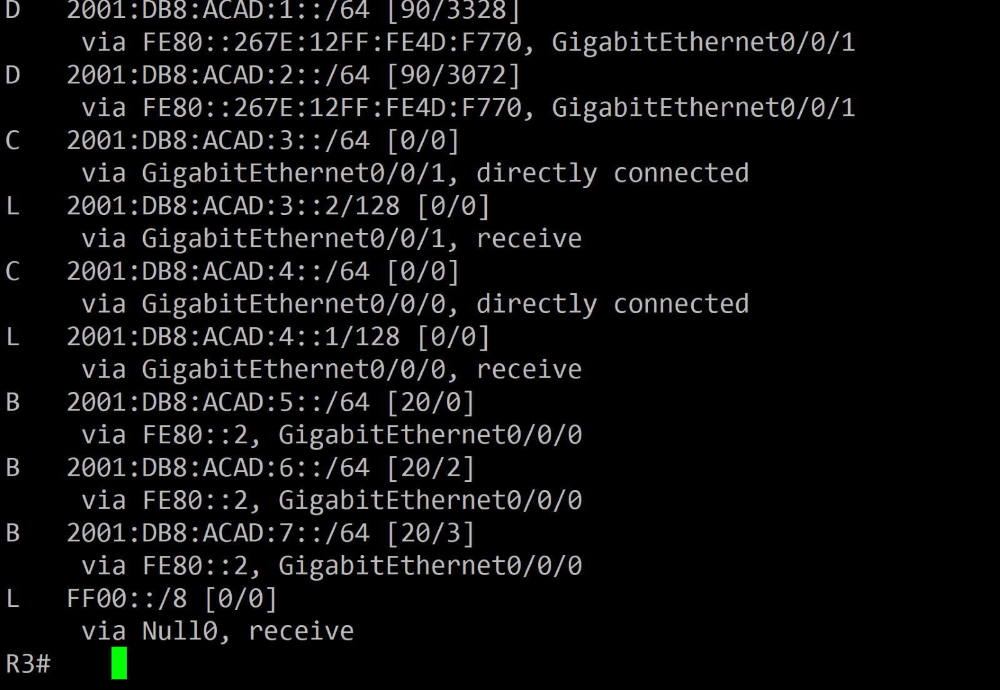 D   2001:DB8:ACAD:1::/64 [90/3328]
     via FE80::267E:12FF:FE4D:F770, GigabitEthernet0/0/1
D   2001:DB8:ACAD:2::/64 [90/3072]
     via FE80::267E:12FF:FE4D:F770, GigabitEthernet0/0/1
C   2001:DB8:ACAD:3::/64 [0/0]
     via GigabitEthernet0/0/1, directly connected
L   2001:DB8:ACAD:3::2/128 [0/0]
     via GigabitEthernet0/0/1, receive
C   2001:DB8:ACAD:4::/64 [0/0]
     via GigabitEthernet0/0/0, directly connected
L   2001:DB8:ACAD:4::1/128 [0/0]
     via GigabitEthernet0/0/0, receive
B   2001:DB8:ACAD:5::/64 [20/0]
     via FE80::2, GigabitEthernet0/0/0
B   2001:DB8:ACAD:6::/64 [20/2]
     via FE80::2, GigabitEthernet0/0/0
B   2001:DB8:ACAD:7::/64 [20/3]
     via FE80::2, GigabitEthernet0/0/0
L   FF00::/8 [0/0]
     via Null0, receive
R3#